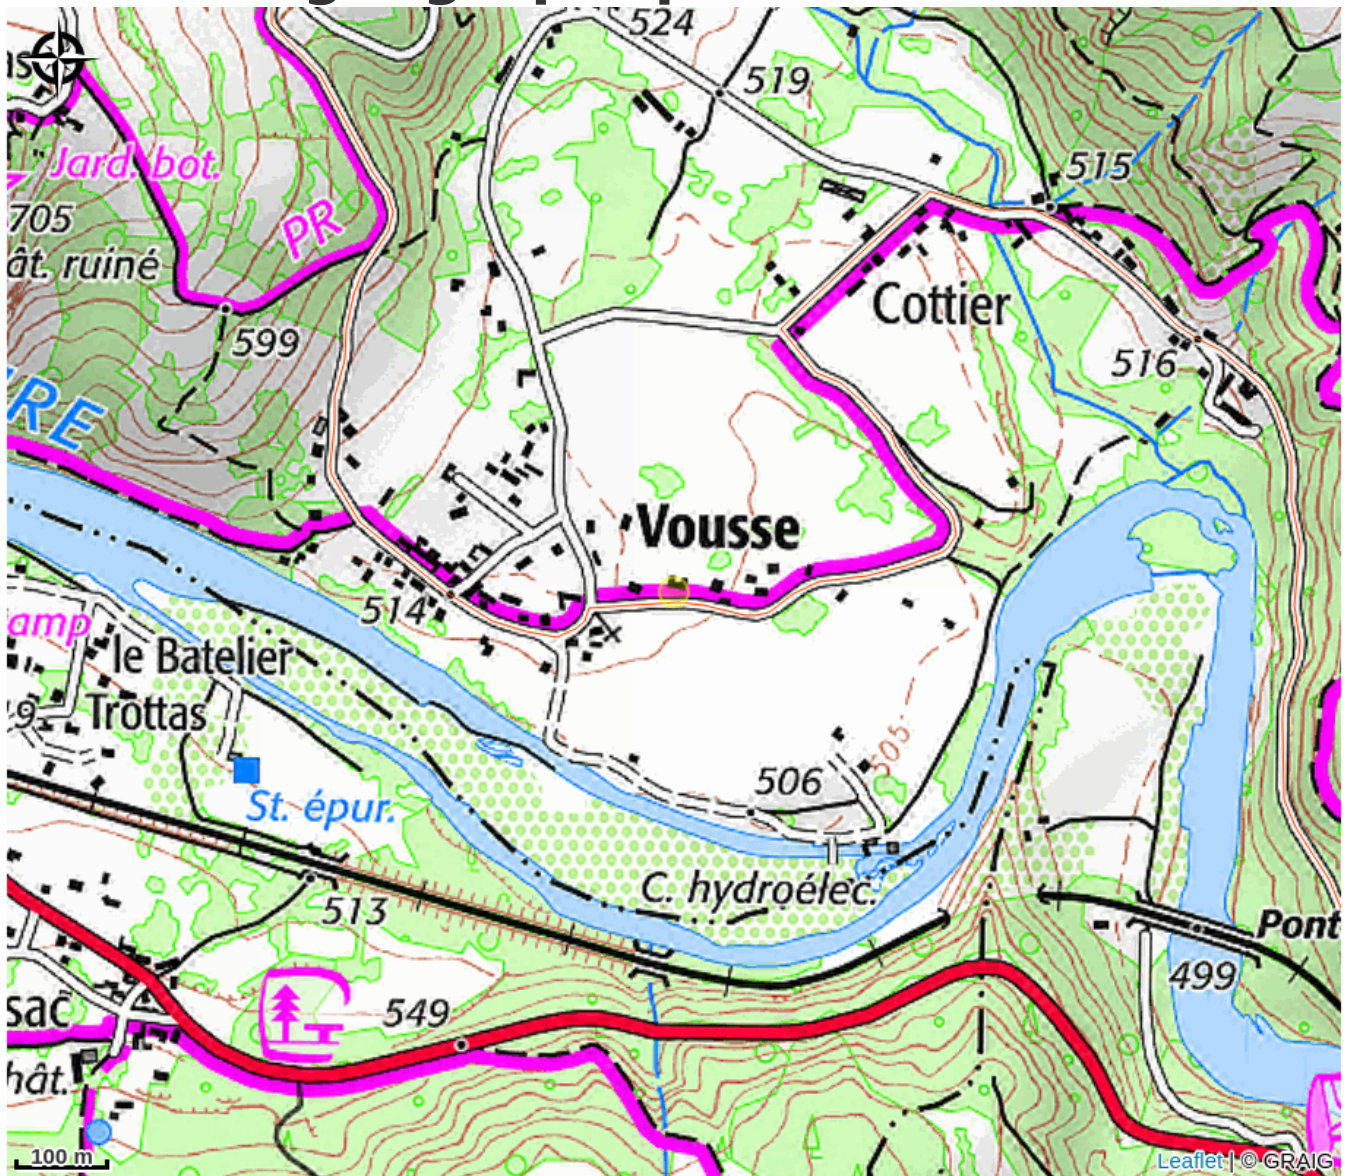 524
519
515
Jard. bot.
PR
705
ât. ruiné
599
Cottier
516
RE
Vousse
514
amp
le Batelier
Trottas
505
506
St. épur.
C. hydroélec.
513
Pont
499
sac
549
hât.
100 m
Leaflet | © GRAIG